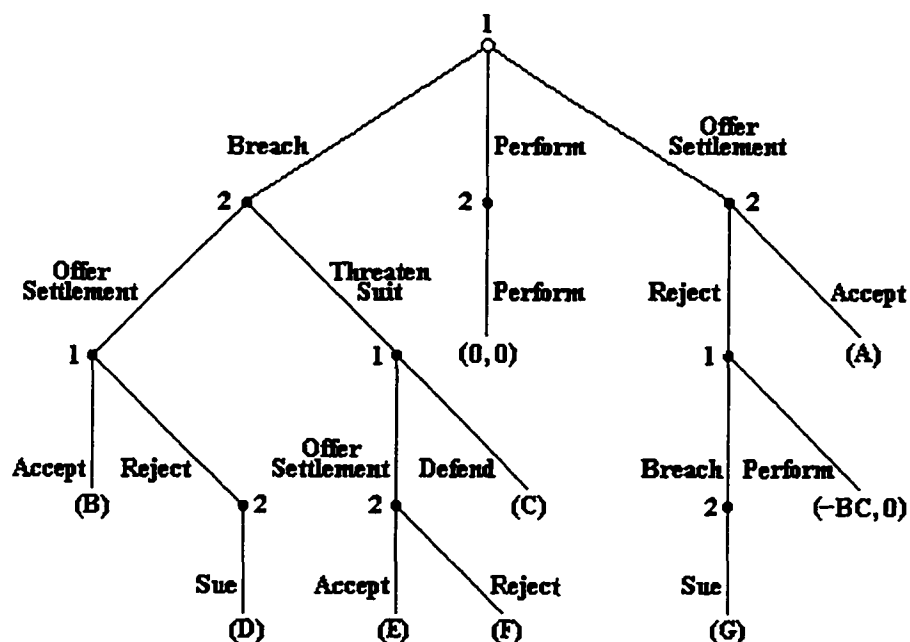 1
Breach
Perform
Offer
Settlement
2
2
2
Offer
Settlement
Threaten
Suit
Perform
Reject
Accept
1
1
(0,0)
1
(A)
Accept
Reject
Offer
Settlement
Defend
Breach
Perform
(B)
2
2
(C)
2
(-BC,0)
Sue
Accept
Reject
Sue
(D)
(E)
(F)
(G)